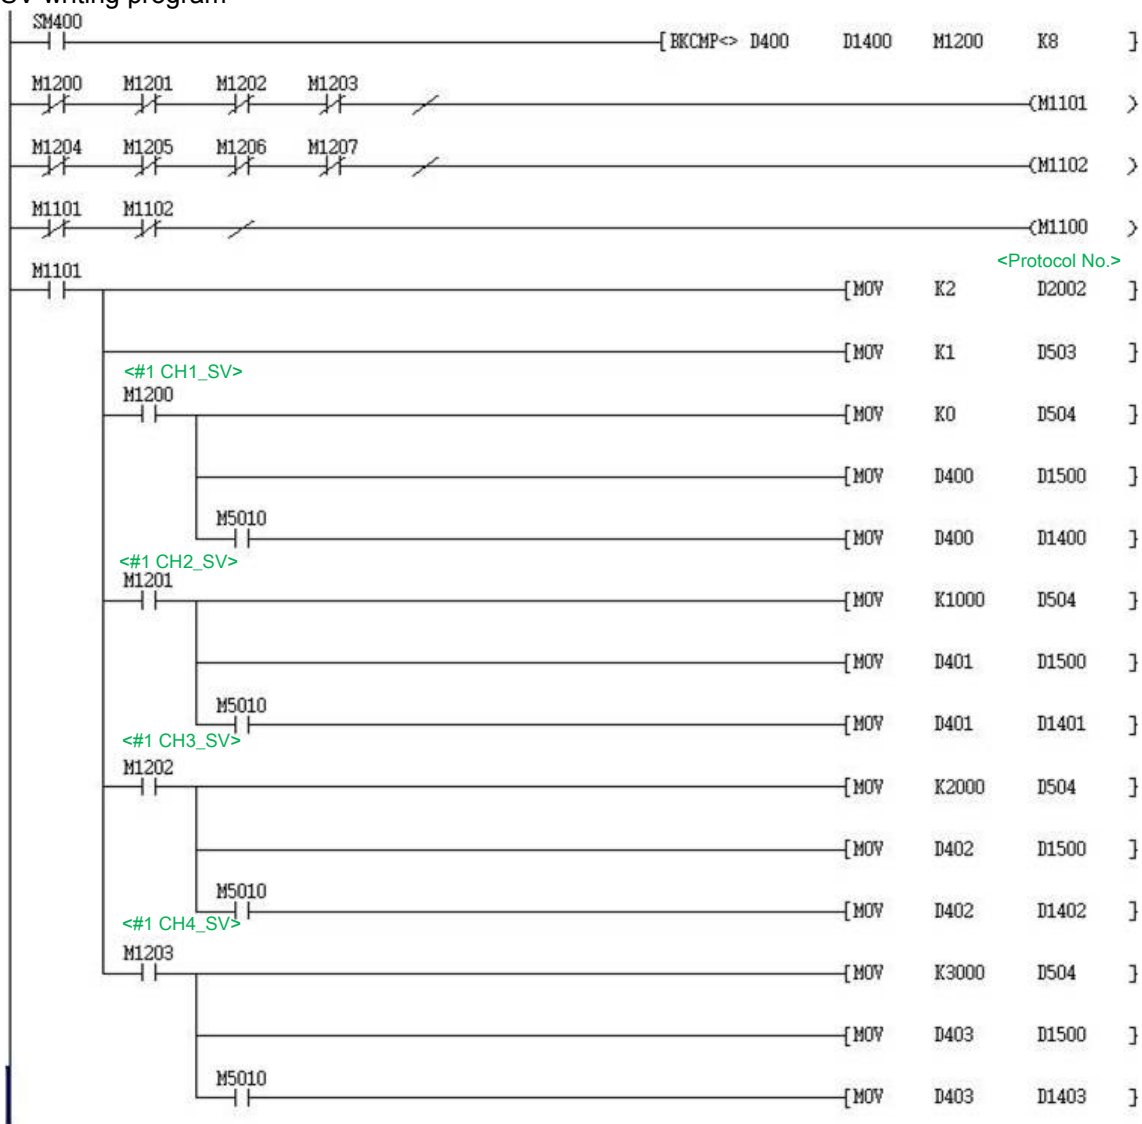 SV writing program
SM400
[ BKCMP<> D400 D1400 M1200 K8 ]
M1200 M1201 M1202 M1203
(M1101 )
M1204 M1205 M1206 M1207
(M1102 )
M1101 M1102
(M1100 )
<Protocol No.>
M1101
[ MOV K2 D2002 ]
[ MOV K1 D503 ]
<#1 CH1_SV>
M1200
[ MOV K0 D504 ]
[ MOV D400 D1500 ]
M5010
[ MOV D400 D1400 ]
<#1 CH2_SV>
M1201
[ MOV K1000 D504 ]
[ MOV D401 D1500 ]
M5010
[ MOV D401 D1401 ]
<#1 CH3_SV>
M1202
[ MOV K2000 D504 ]
[ MOV D402 D1500 ]
M5010
[ MOV D402 D1402 ]
<#1 CH4_SV>
M1203
[ MOV K3000 D504 ]
[ MOV D403 D1500 ]
M5010
[ MOV D403 D1403 ]